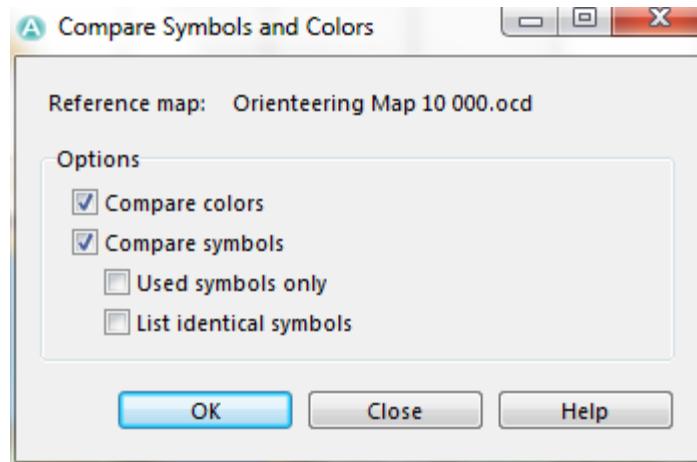 Compare Symbols and Colors
Reference map: Orienteering Map 10 000.ocd
Options
Compare colors
Compare symbols
Used symbols only
List identical symbols
OK Close Help